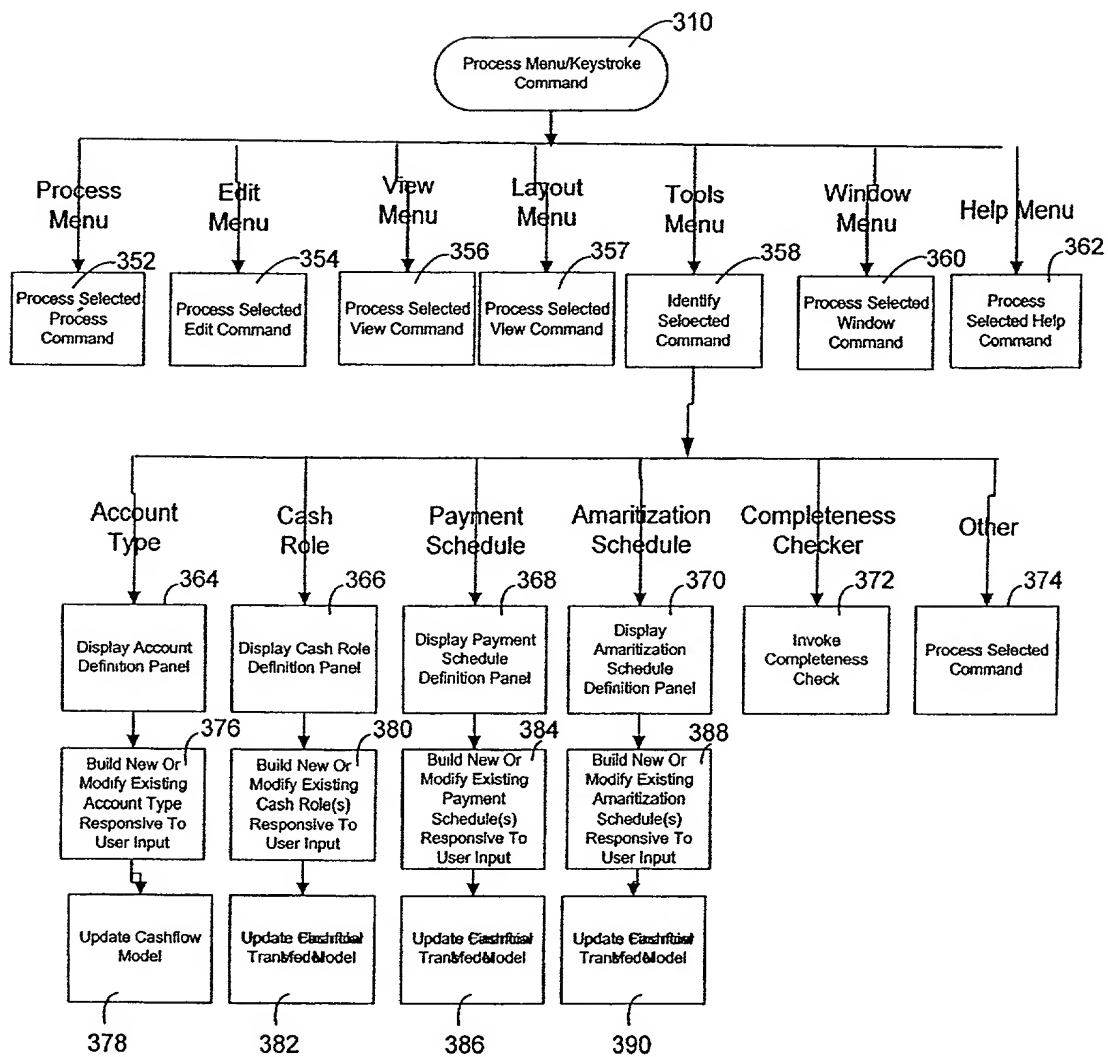 310
Process Menu/Keystroke
Command
Process
Menu
Edit
Menu
View
Menu
Layout
Menu
Tools
Menu
Window
Menu
Help Menu
352
Process Selected
Process
Command
354
Process Selected
Edit Command
356
Process Selected
View Command
357
Process Selected
View Command
358
Identify
Seloected
Command
360
Process Selected
Window
Command
362
Process
Selected Help
Command
Account
Type
Cash
Role
Payment
Schedule
Amaritization
Schedule
Completeness
Checker
Other
364
Display Account
Definition Panel
366
Display Cash Role
Definition Panel
368
Display Payment
Schedule
Definition Panel
370
Display
Amaritization
Schedule
Definition Panel
372
Invoke
Completeness
Check
374
Process Selected
Command
376
Build New Or
Modify Existing
Account Type
Responsive To
User Input
380
Build New Or
Modify Existing
Cash Role(s)
Responsive To
User Input
384
Build New Or
Modify Existing
Payment
Schedule(s)
Responsive To
User Input
388
Build New Or
Modify Existing
Amaritization
Schedule(s)
Responsive To
User Input
Update Cashflow
Model
378
Update
Model
382
Update
Model
386
Update
Model
390